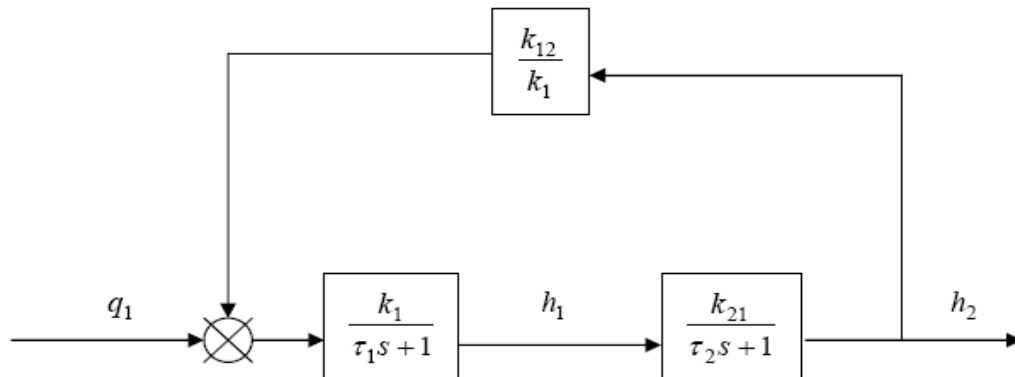 k₁₂
k₁
q₁
k₁
τ₁s + 1
h₁
k₂₁
τ₂s + 1
h₂